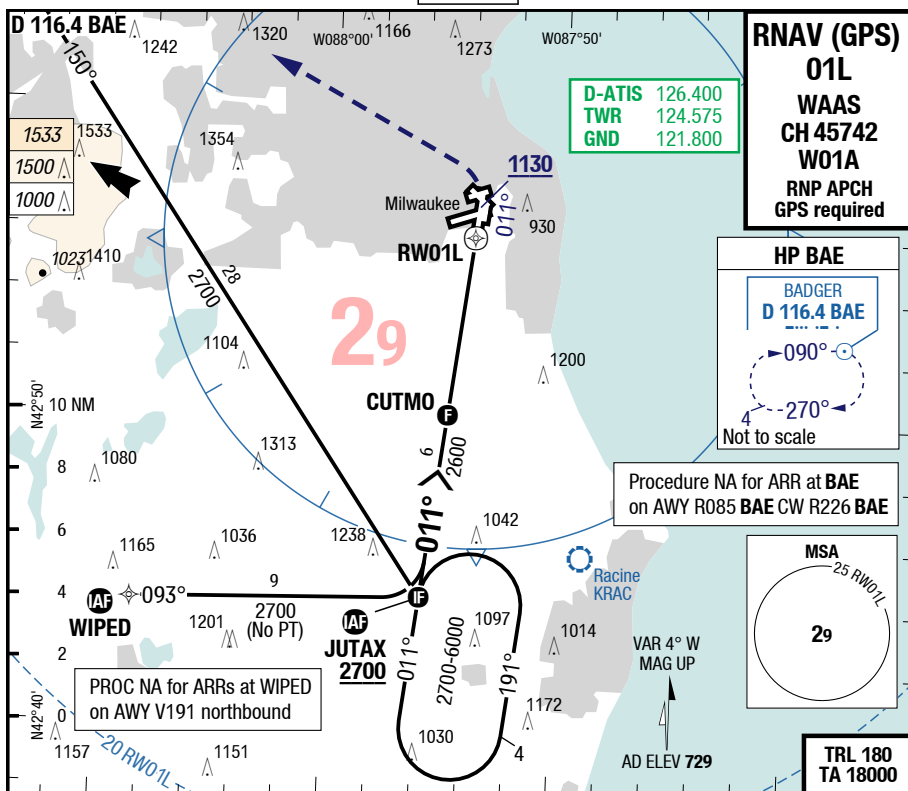 D 116.4 BAE
150°
1242
1320
W088°00'
1166
1273
W087°50'
RNAV (GPS)
01L
WAAS
CH 45742
W01A
RNP APCH
GPS required
D-ATIS 126.400
TWR 124.575
GND 121.800
1533
1500
1000
1533
1354
1130
Milwaukee
011°
930
RW01L
1023
1410
28
2700
29
HP BAE
BADGER
D 116.4 BAE
090°
270°
4
Not to scale
1104
1200
CUTMO
F
N42°50'
10 NM
8
6
4
2
0
1313
1080
6
2600
011°
Procedure NA for ARR at BAE
on AWY R085 BAE CW R226 BAE
1165
1036
1238
1042
Racine
KRAC
MSA
25 RW01L
29
IAF
093°
WIPED
9
2700
(No PT)
IF
IAF
JUTAX
2700
1201
011°
2700-6000
1097
191°
1014
VAR 4° W
MAG UP
PROC NA for ARRs at WIPED
on AWY V191 northbound
N42°40'
1157
20 RW01L
1151
1030
1172
4
AD ELEV 729
TRL 180
TA 18000